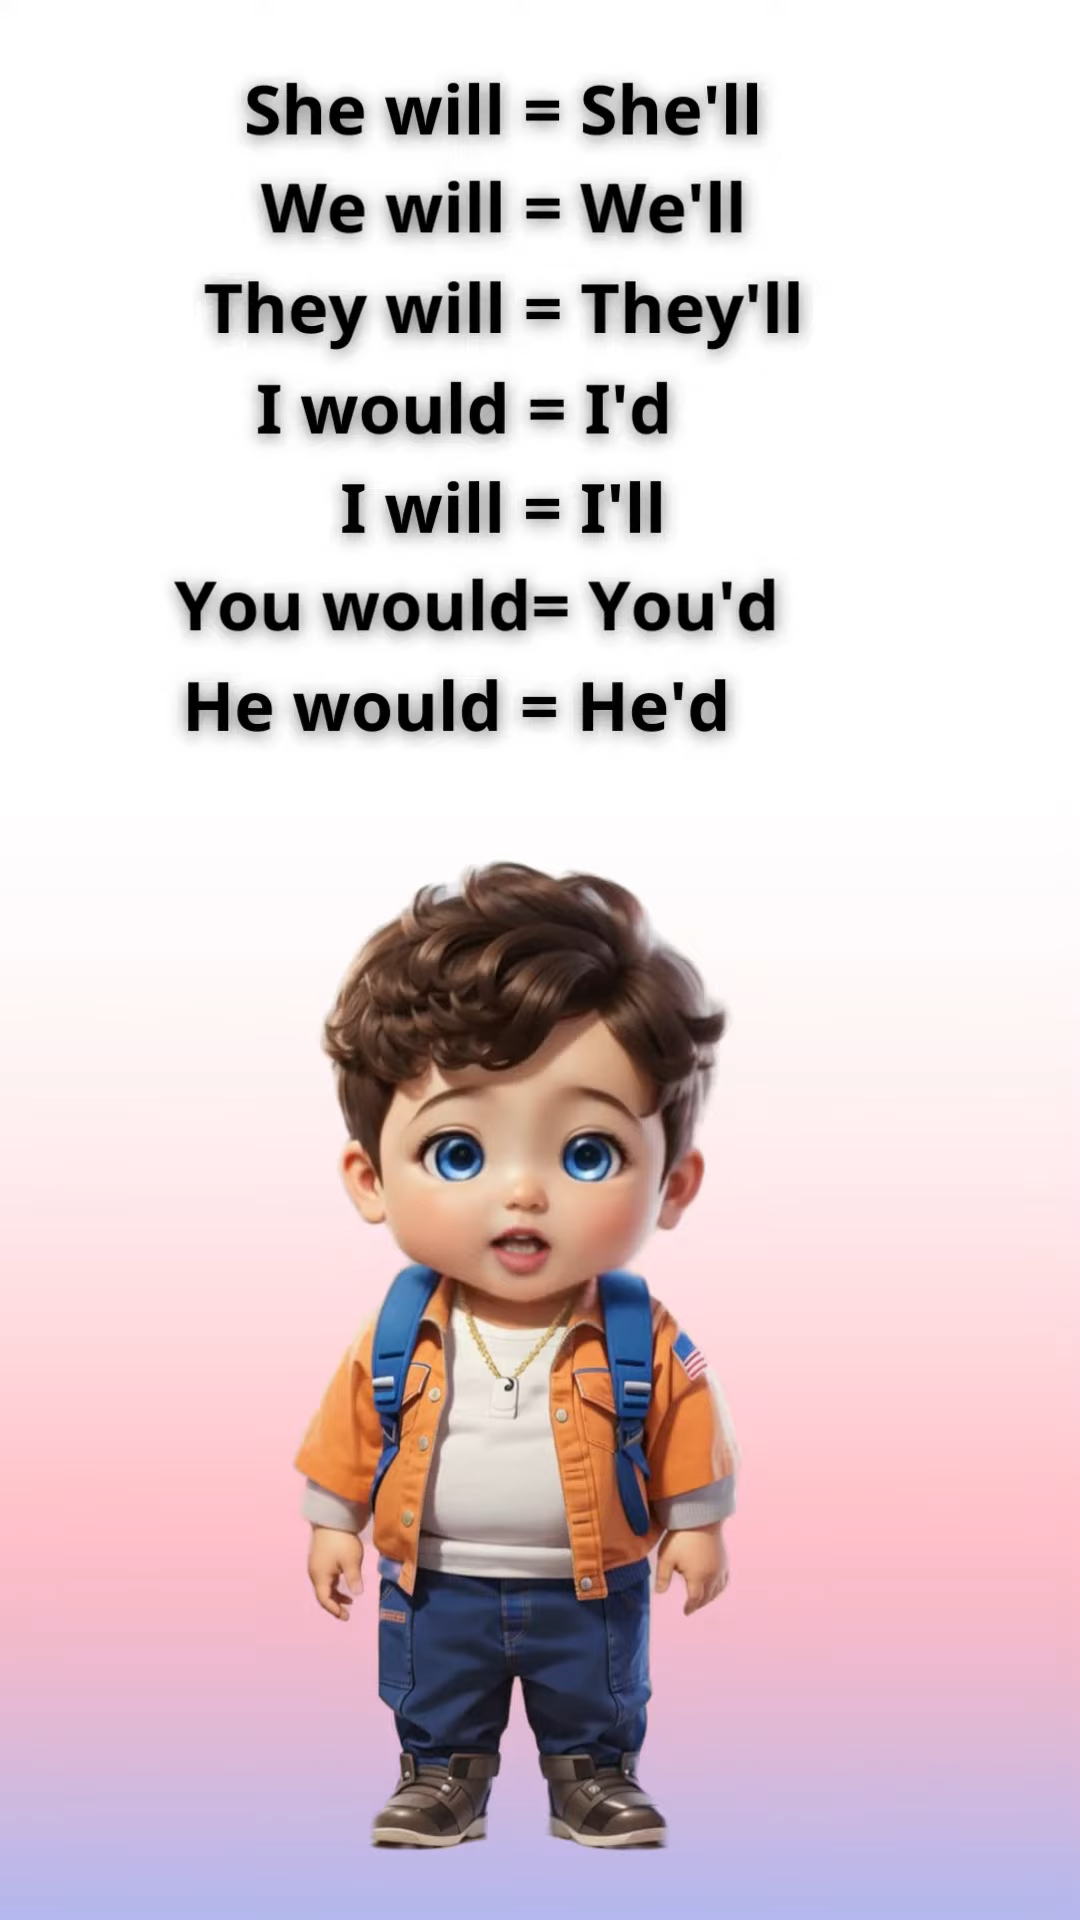 She will = She'll
We will = We'll
They will = They'll
I would = I'd
I will = I'll
You would= You'd
He would = He'd